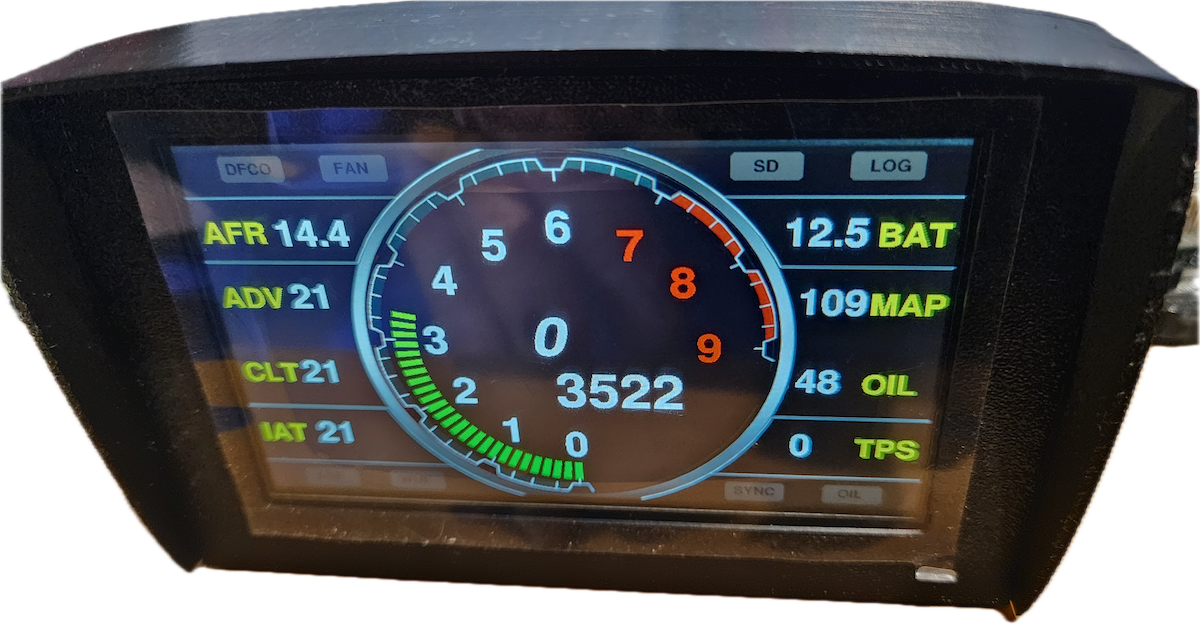 DFCO FAN SD LOG
AFR 14.4
ADV 21
CLT 21
IAT 21
6
5 7
4 8
3 9
2
1
0
0
3522
12.5 BAT
109 MAP
48 OIL
0 TPS
SYNC OIL